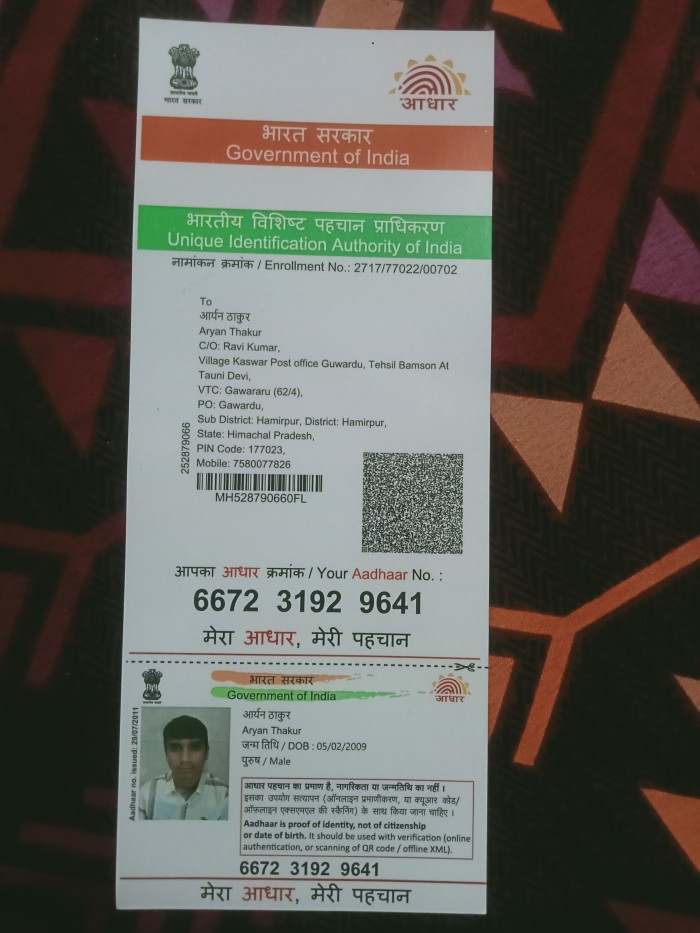 भारत सरकार
आधार
भारत सरकार
Government of India
भारतीय विशिष्ट पहचान प्राधिकरण
Unique Identification Authority of India
नामांकन क्रमांक / Enrollment No.: 2717/77022/00702
To
आर्यन ठाकुर
Aryan Thakur
C/O: Ravi Kumar,
Village Kaswar Post office Guwardu, Tehsil Bamson At
Tauni Devi,
VTC: Gawararu (62/4),
PO: Gawardu,
Sub District: Hamirpur, District: Hamirpur,
State: Himachal Pradesh,
PIN Code: 177023,
Mobile: 7580077826
252879066
MH528790660FL
आपका आधार क्रमांक / Your Aadhaar No. :
6672 3192 9641
मेरा आधार, मेरी पहचान
भारत सरकार
Government of India
आधार
Aadhaar no. issued: 29/07/2011
आर्यन ठाकुर
Aryan Thakur
जन्म तिथि / DOB : 05/02/2009
पुरुष / Male
आधार पहचान का प्रमाण है, नागरिकता या जन्मतिथि का नहीं ।
इसका उपयोग सत्यापन (ऑनलाइन प्रमाणीकरण, या क्यूआर कोड/
ऑफ़लाइन एक्सएमएल की स्कैनिंग) के साथ किया जाना चाहिए ।
Aadhaar is proof of identity, not of citizenship
or date of birth. It should be used with verification (online
authentication, or scanning of QR code / offline XML).
6672 3192 9641
मेरा आधार, मेरी पहचान